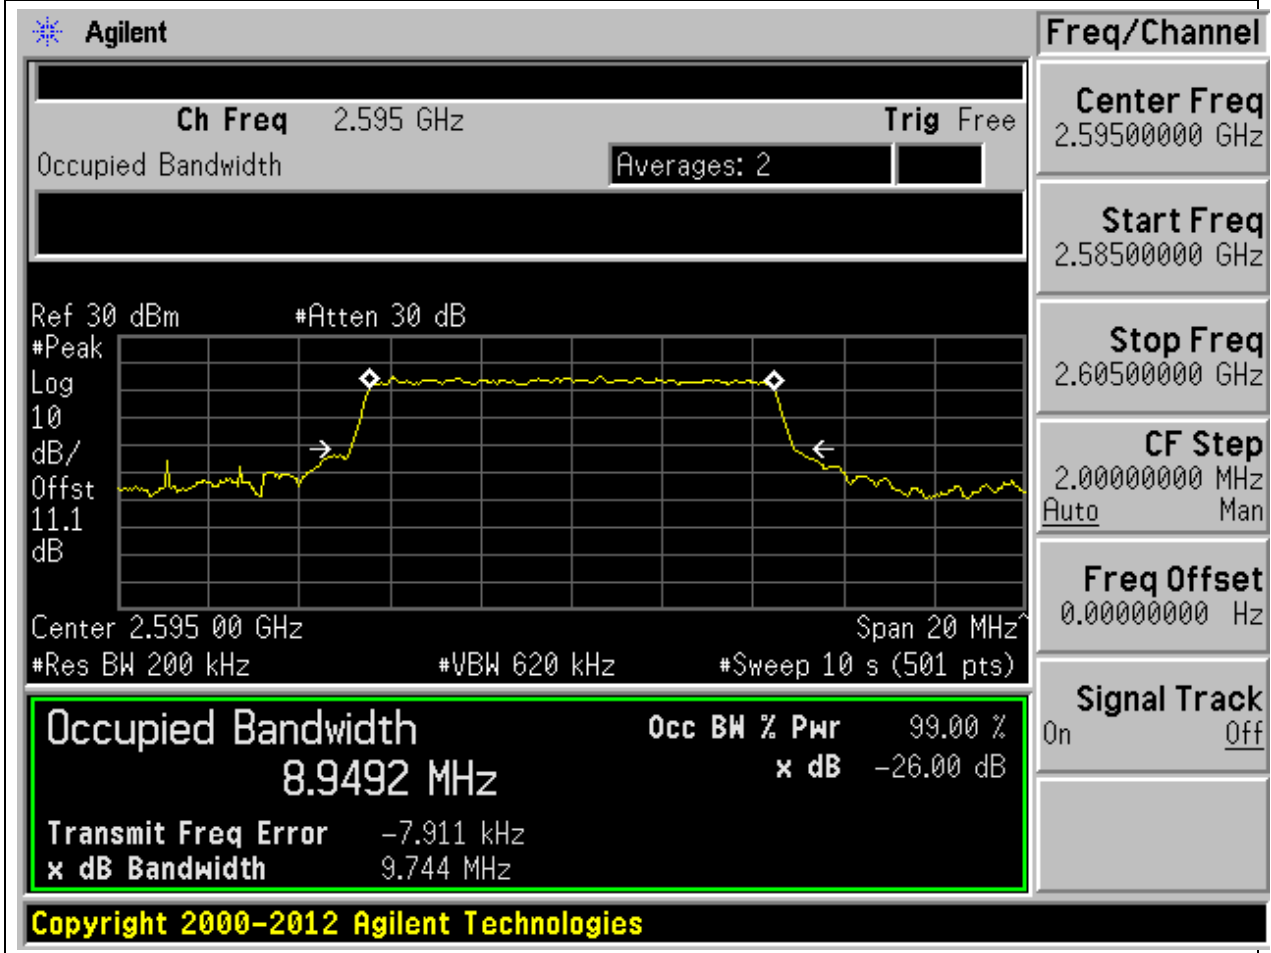 Agilent
Freq/Channel
Ch Freq 2.595 GHz Trig Free
Occupied Bandwidth Averages: 2
Center Freq
2.59500000 GHz
Start Freq
2.58500000 GHz
Stop Freq
2.60500000 GHz
CF Step
2.00000000 MHz
Auto Man
Freq Offset
0.00000000 Hz
Signal Track
On Off
Ref 30 dBm #Atten 30 dB
#Peak
Log
10
dB/
Offst
11.1
dB
Center 2.595 00 GHz Span 20 MHz^
#Res BW 200 kHz #VBW 620 kHz #Sweep 10 s (501 pts)
Occupied Bandwidth Occ BW % Pwr 99.00 %
8.9492 MHz x dB -26.00 dB
Transmit Freq Error -7.911 kHz
x dB Bandwidth 9.744 MHz
Copyright 2000-2012 Agilent Technologies